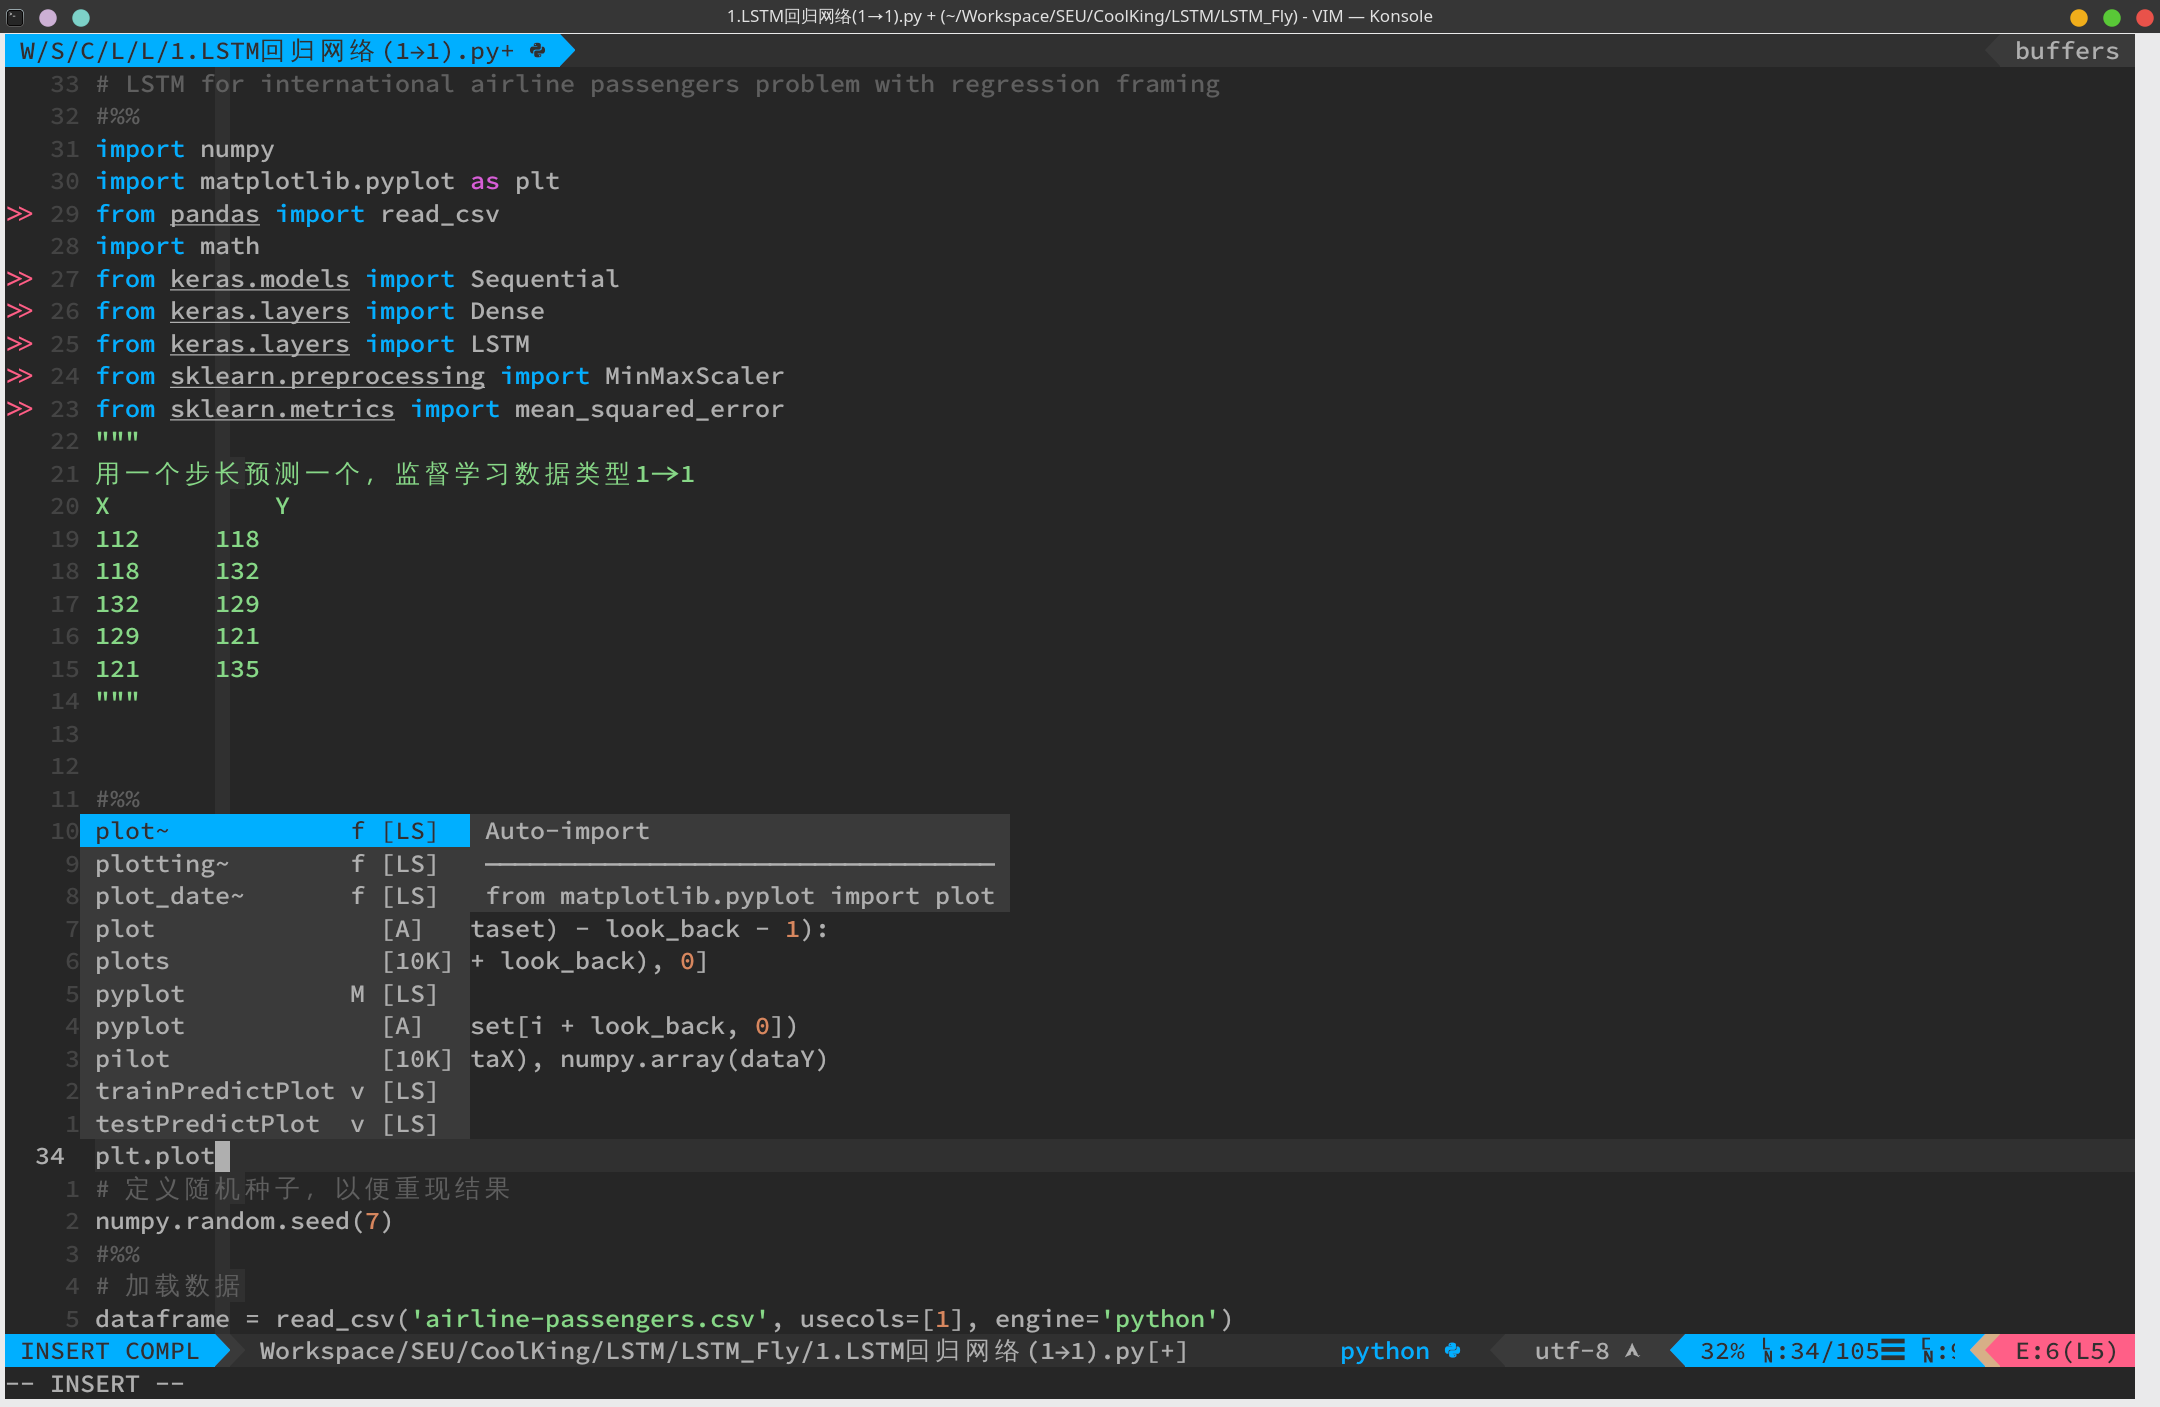 1.LSTM回归网络(1→1).py + (~/Workspace/SEU/CoolKing/LSTM/LSTM_Fly) - VIM — Konsole
W/S/C/L/L/1.LSTM回归网络(1→1).py+ buffers
33 # LSTM for international airline passengers problem with regression framing
32 #%%
31 import numpy
30 import matplotlib.pyplot as plt
>> 29 from pandas import read_csv
28 import math
>> 27 from keras.models import Sequential
>> 26 from keras.layers import Dense
>> 25 from keras.layers import LSTM
>> 24 from sklearn.preprocessing import MinMaxScaler
>> 23 from sklearn.metrics import mean_squared_error
22 """
21 用一个步长预测一个, 监督学习数据类型1→1
20 X Y
19 112 118
18 118 132
17 132 129
16 129 121
15 121 135
14 """
13
12
11 #%%
10 plot~ f [LS] Auto-import
9 plotting~ f [LS] ──────────────────────────────────
8 plot_date~ f [LS] from matplotlib.pyplot import plot
7 plot [A] taset) - look_back - 1):
6 plots [10K] + look_back), 0]
5 pyplot M [LS]
4 pyplot [A] set[i + look_back, 0])
3 pilot [10K] taX), numpy.array(dataY)
2 trainPredictPlot v [LS]
1 testPredictPlot v [LS]
34 plt.plot
1 # 定义随机种子, 以便重现结果
2 numpy.random.seed(7)
3 #%%
4 # 加载数据
5 dataframe = read_csv('airline-passengers.csv', usecols=[1], engine='python')
INSERT COMPL Workspace/SEU/CoolKing/LSTM/LSTM_Fly/1.LSTM回归网络(1→1).py[+] python utf-8 32% LN:34/105☰ E:6(L5)
-- INSERT --